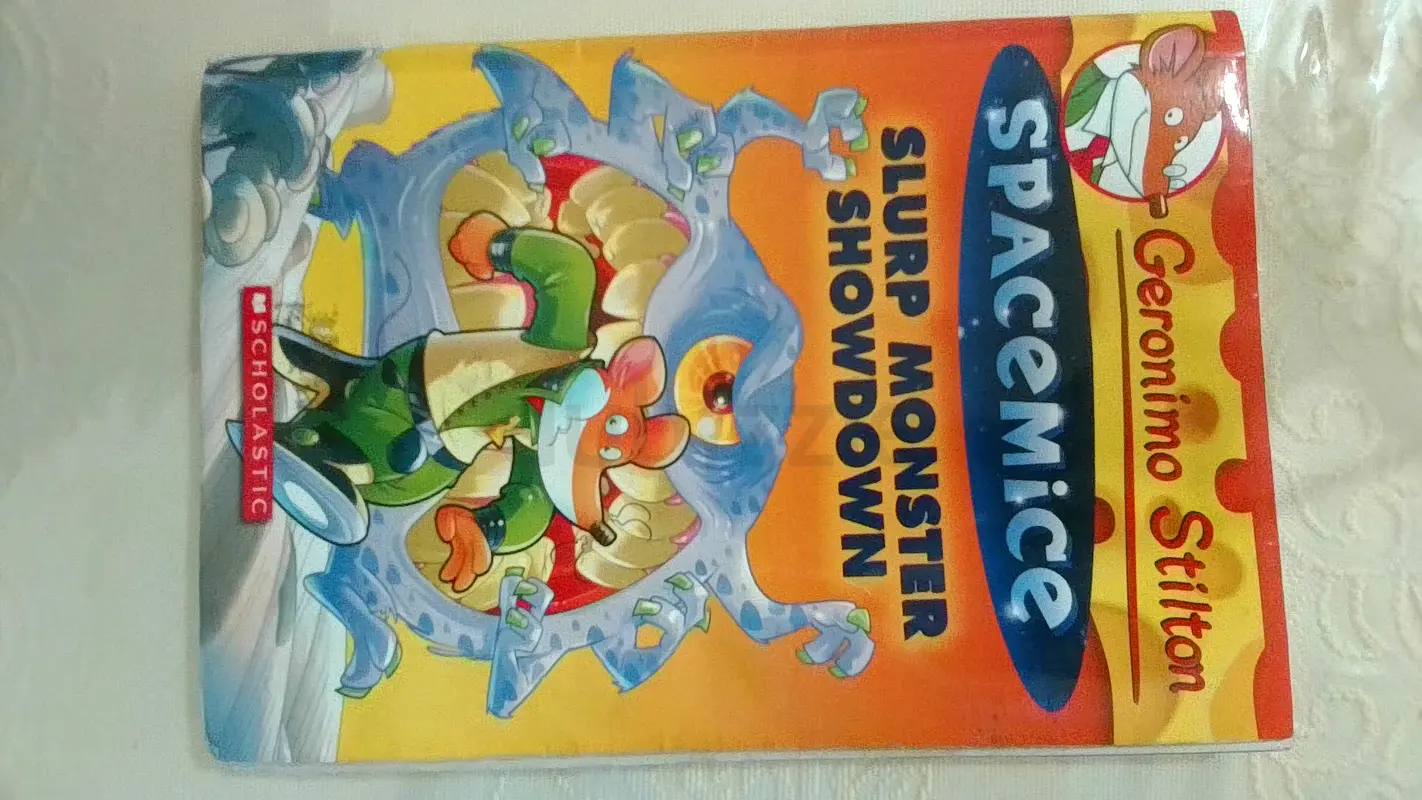 Geronimo Stilton
SPACEMiCE
SLURP MONSTER
SHOWDOWN
SCHOLASTIC